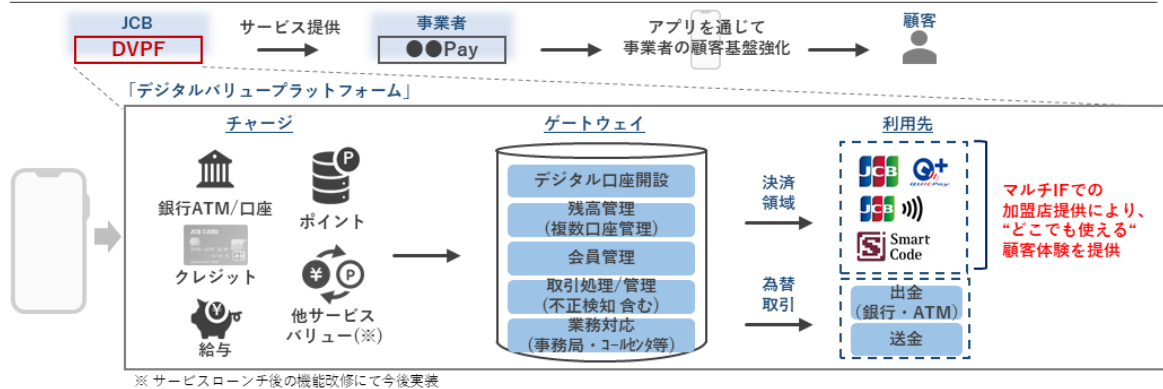 JCB
DVPF
サービス提供
事業者
●●Pay
アプリを通じて
事業者の顧客基盤強化
顧客
「デジタルバリュープラットフォーム」
チャージ
銀行ATM/口座
P
ポイント
JCB CARD
クレジット
¥
P
他サービス
バリュー(※)
¥
給与
ゲートウェイ
デジタル口座開設
残高管理
(複数口座管理)
会員管理
取引処理/管理
(不正検知 含む)
業務対応
(事務局・ｺｰﾙｾﾝﾀ等)
決済
領域
為替
取引
利用先
JCB
QUICPay
JCB
Smart
Code
出金
(銀行・ATM)
送金
マルチIFでの
加盟店提供により、
“どこでも使える“
顧客体験を提供
※ サービスローンチ後の機能改修にて今後実装